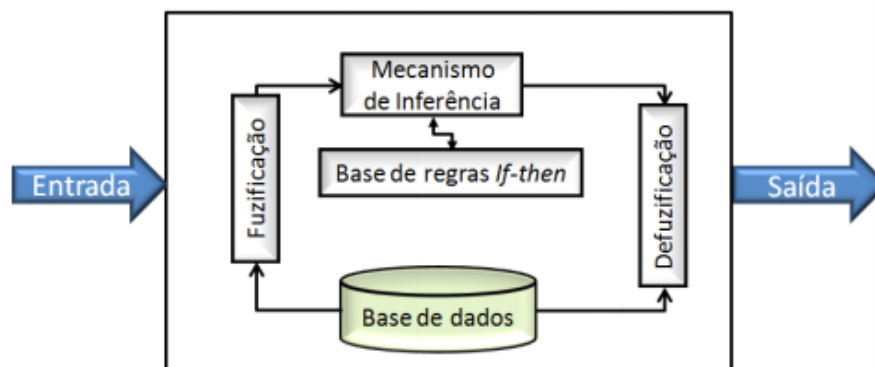 Entrada
Fuzificação
Mecanismo
de Inferência
Base de regras If-then
Base de dados
Defuzificação
Saída